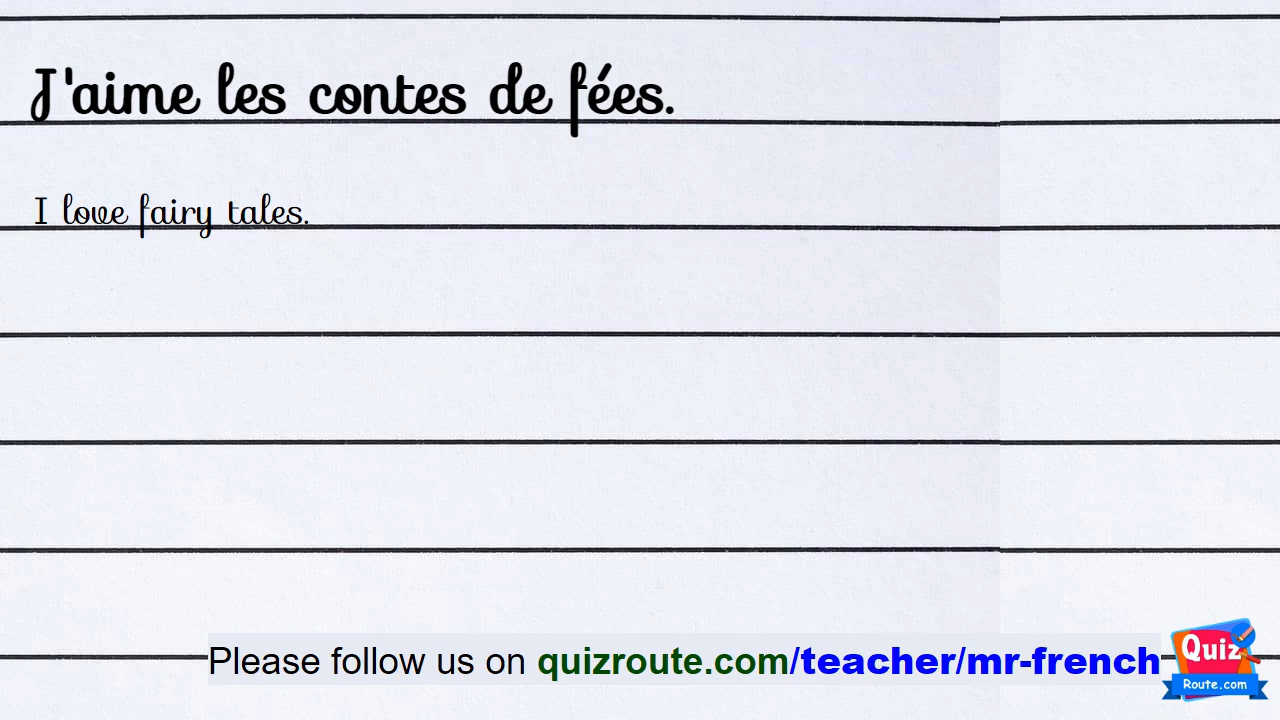 J'aime les contes de fées.
I love fairy tales.
Please follow us on quizroute.com/teacher/mr-french
Quiz
Route.com